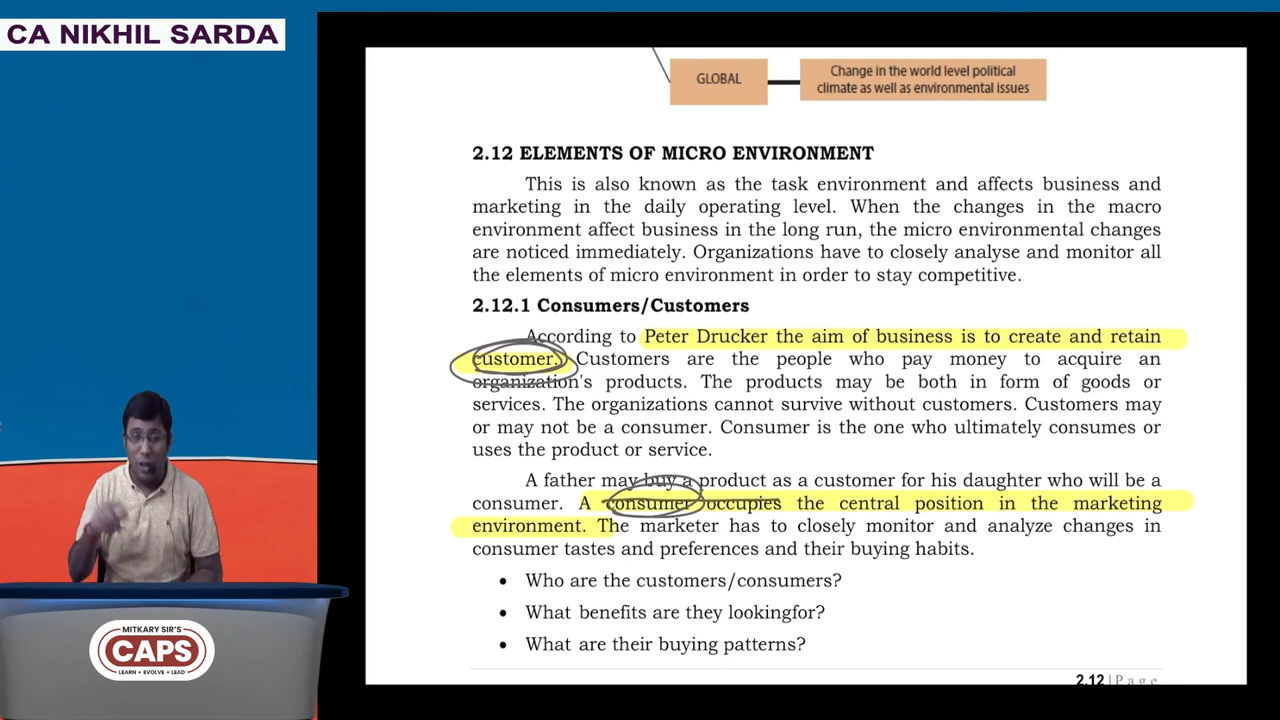 CA NIKHIL SARDA
GLOBAL
Change in the world level political
climate as well as environmental issues
2.12 ELEMENTS OF MICRO ENVIRONMENT
This is also known as the task environment and affects business and
marketing in the daily operating level. When the changes in the macro
environment affect business in the long run, the micro environmental changes
are noticed immediately. Organizations have to closely analyse and monitor all
the elements of micro environment in order to stay competitive.
2.12.1 Consumers/Customers
According to Peter Drucker the aim of business is to create and retain
customer. Customers are the people who pay money to acquire an
organization's products. The products may be both in form of goods or
services. The organizations cannot survive without customers. Customers may
or may not be a consumer. Consumer is the one who ultimately consumes or
uses the product or service.
A father may buy a product as a customer for his daughter who will be a
consumer. A consumer occupies the central position in the marketing
environment. The marketer has to closely monitor and analyze changes in
consumer tastes and preferences and their buying habits.
• Who are the customers/consumers?
• What benefits are they lookingfor?
• What are their buying patterns?
2.12 | Page
MITKARY SIR'S
CAPS
LEARN • EVOLVE • LEAD